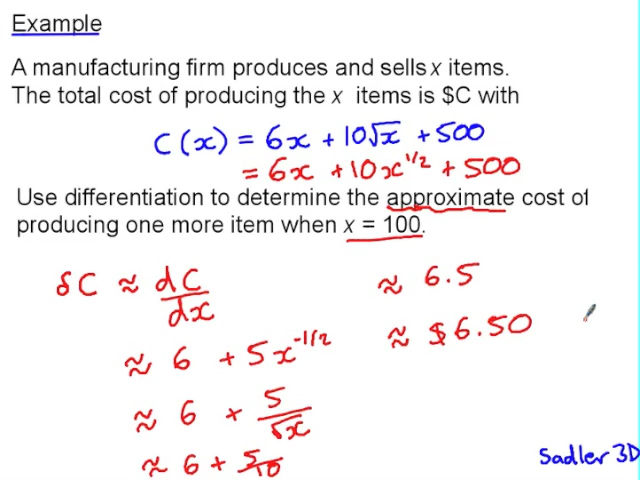 Example
A manufacturing firm produces and sells x items.
The total cost of producing the x items is $C with
C(x) = 6x + 10√x + 500
= 6x + 10x^1/2 + 500
Use differentiation to determine the approximate cost of
producing one more item when x = 100.
δC ≈ dC/dx
≈ 6 + 5x^-1/2
≈ 6 + 5/√x
≈ 6 + 5/10
≈ 6.5
≈ $6.50
Sadler 3D